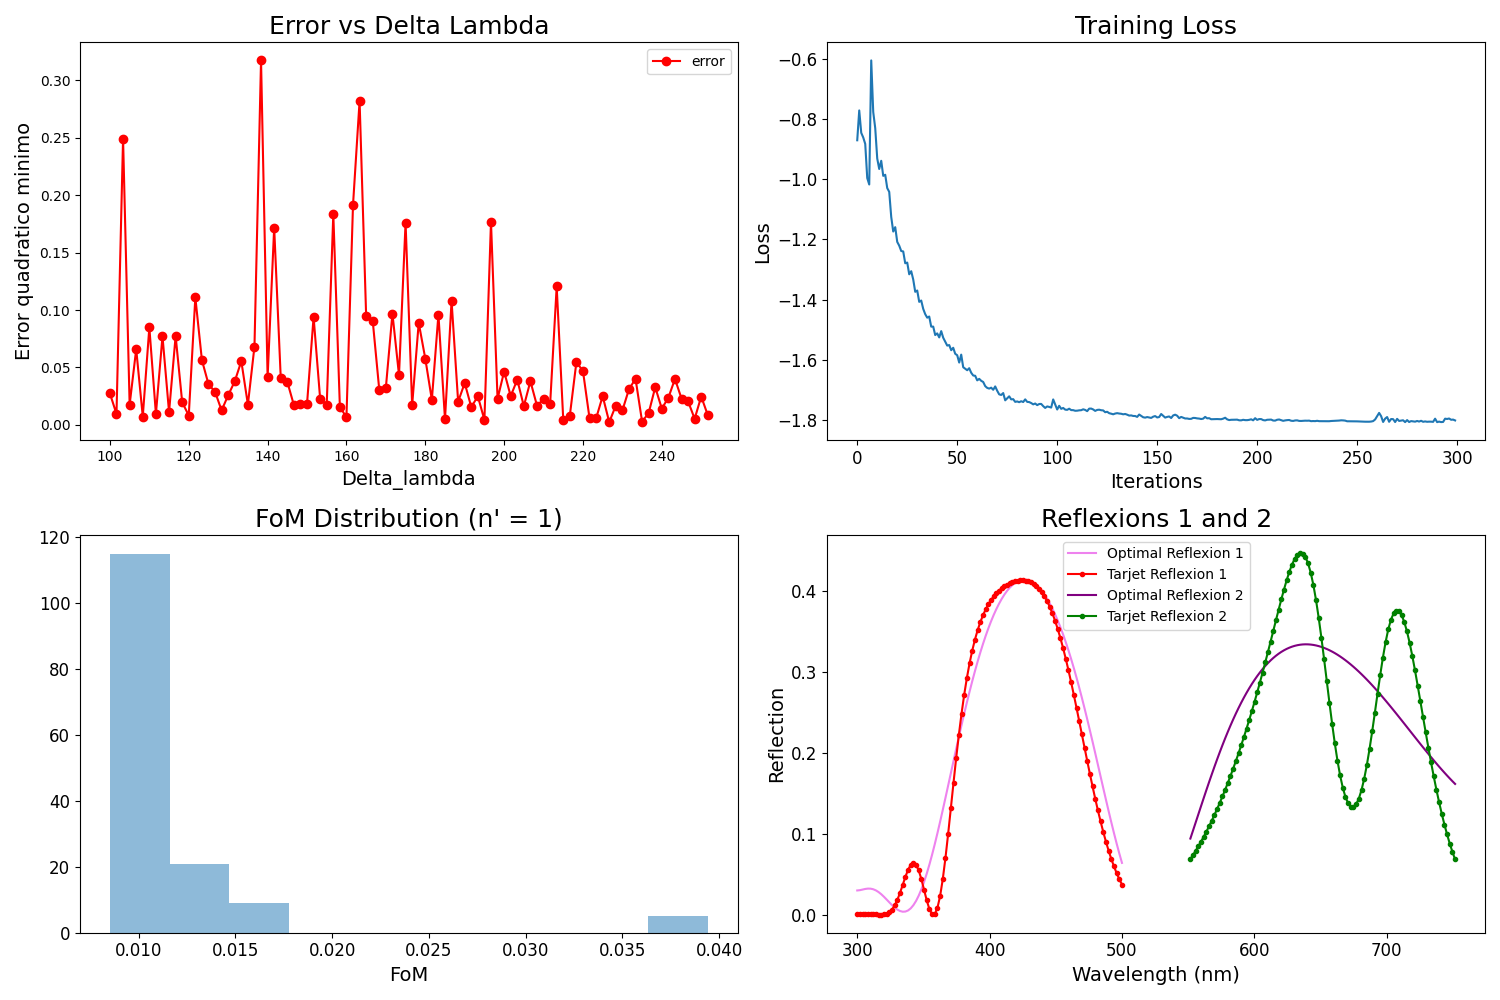 Error vs Delta Lambda
error
Error quadratico minimo
0.30
0.25
0.20
0.15
0.10
0.05
0.00
100 120 140 160 180 200 220 240
Delta_lambda
Training Loss
Loss
−0.6
−0.8
−1.0
−1.2
−1.4
−1.6
−1.8
0 50 100 150 200 250 300
Iterations
FoM Distribution (n' = 1)
120
100
80
60
40
20
0
0.010 0.015 0.020 0.025 0.030 0.035 0.040
FoM
Reflexions 1 and 2
Optimal Reflexion 1
Tarjet Reflexion 1
Optimal Reflexion 2
Tarjet Reflexion 2
Reflection
0.4
0.3
0.2
0.1
0.0
300 400 500 600 700
Wavelength (nm)